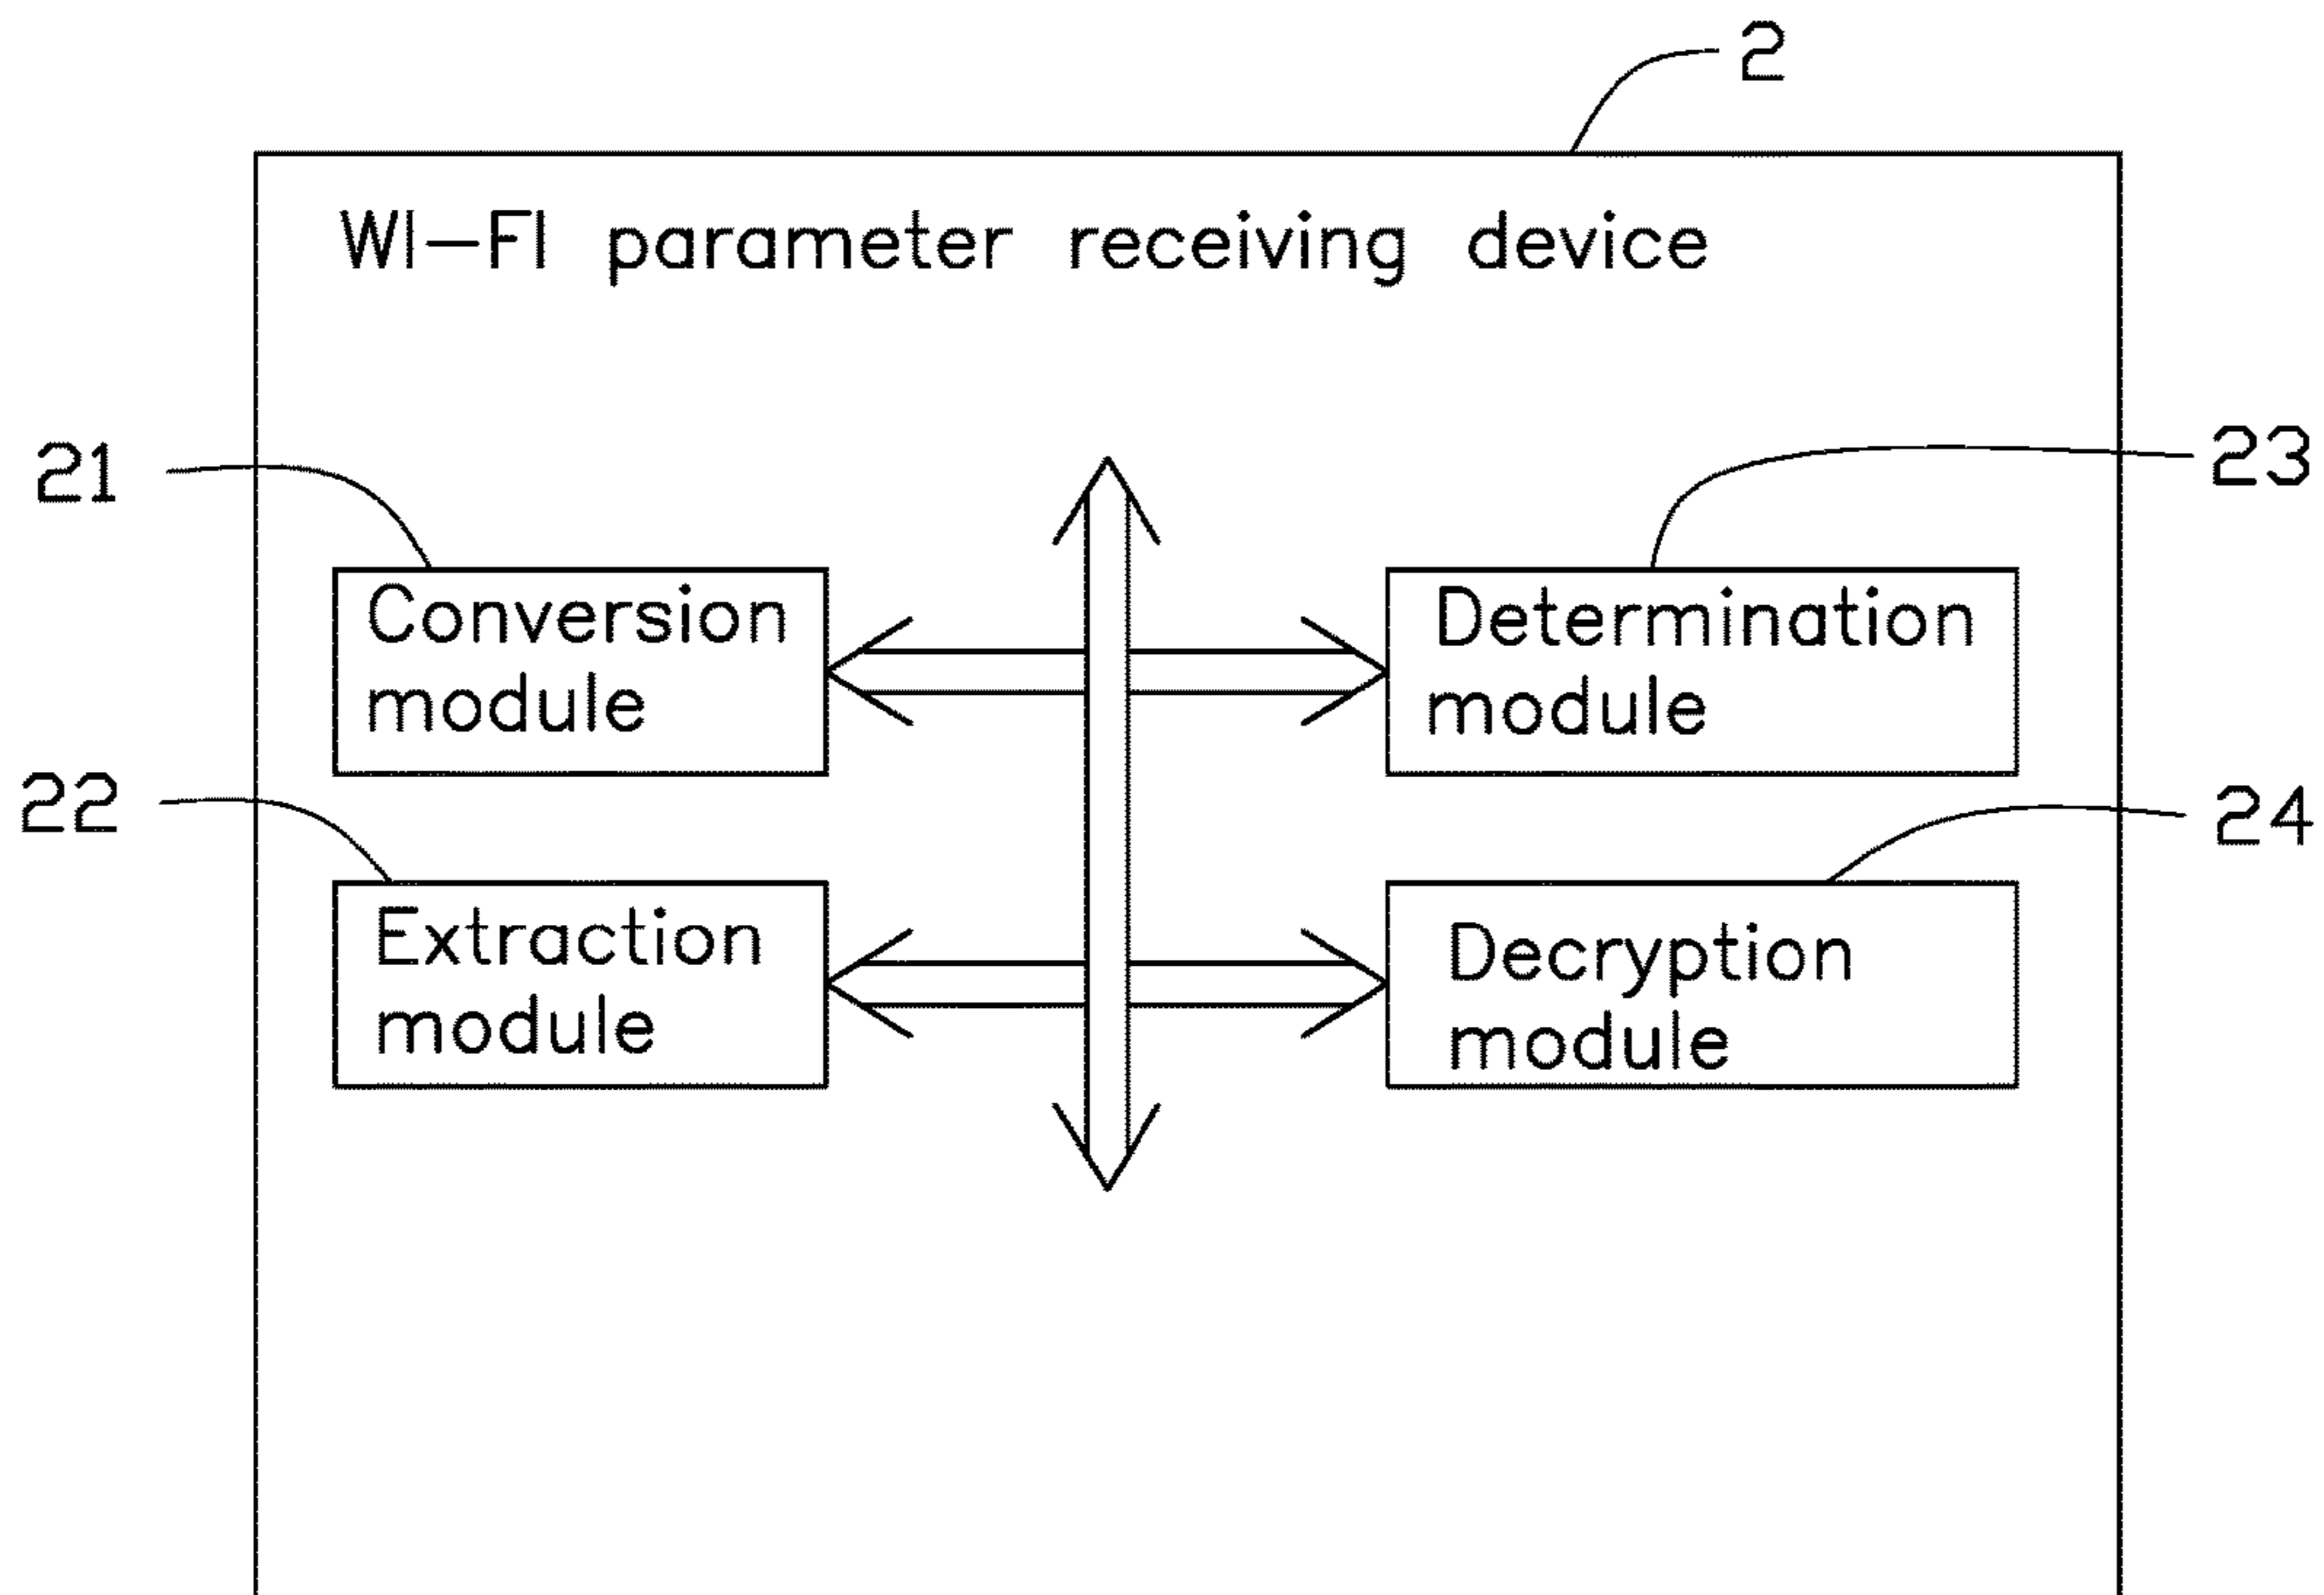 2
WI-FI parameter receiving device
21
23
Conversion
module
Determination
module
22
24
Extraction
module
Decryption
module